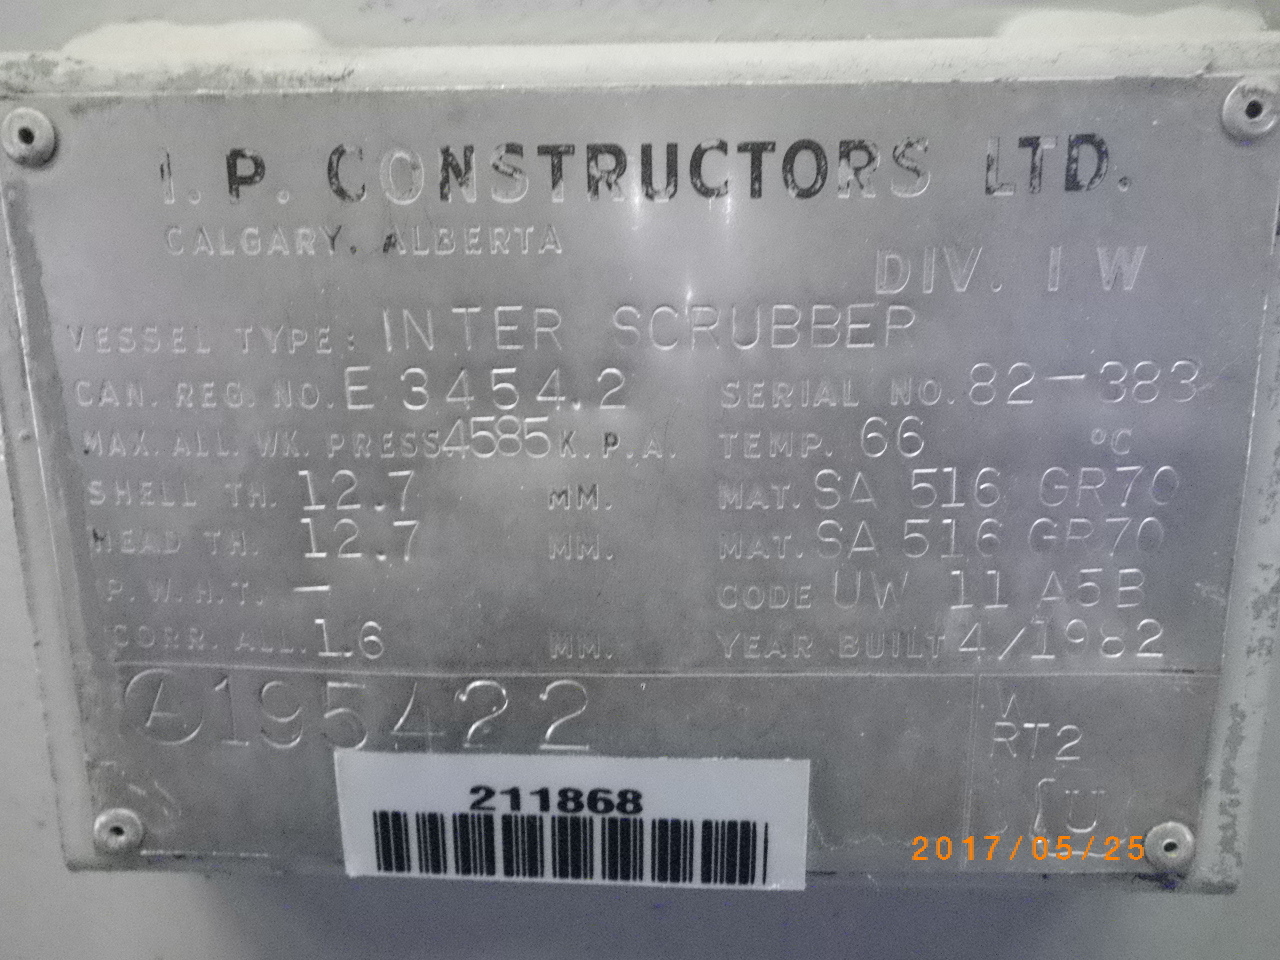 I. P. CONSTRUCTORS LTD.
CALGARY, ALBERTA
DIV. I W
VESSEL TYPE: INTER SCRUBBER
CAN. REG. NO. E 3454.2 SERIAL NO. 82-383
MAX. ALL. WK. PRESS 4585 K.P.A. TEMP. 66 °C
SHELL TH. 12.7 MM. MAT. SA 516 GR70
HEAD TH. 12.7 MM. MAT. SA 516 GR70
P.W.H.T. - CODE UW 11 A5B
CORR. ALL. 1.6 MM. YEAR BUILT 4/1982
A 195422
W
RT2
U
211868
2017/05/25